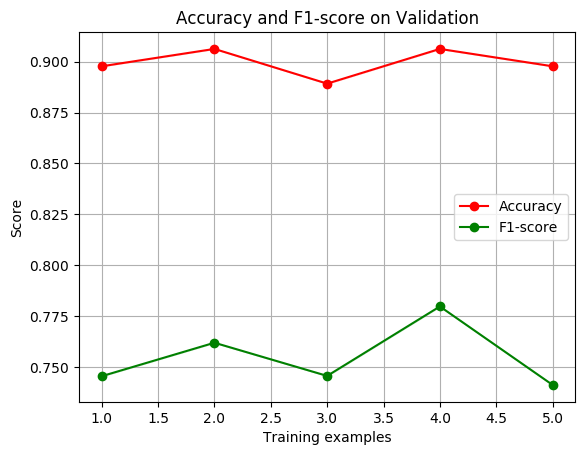 Accuracy and F1-score on Validation
0.900
0.875
0.850
0.825
0.800
0.775
0.750
Score
Accuracy
F1-score
1.0 1.5 2.0 2.5 3.0 3.5 4.0 4.5 5.0
Training examples